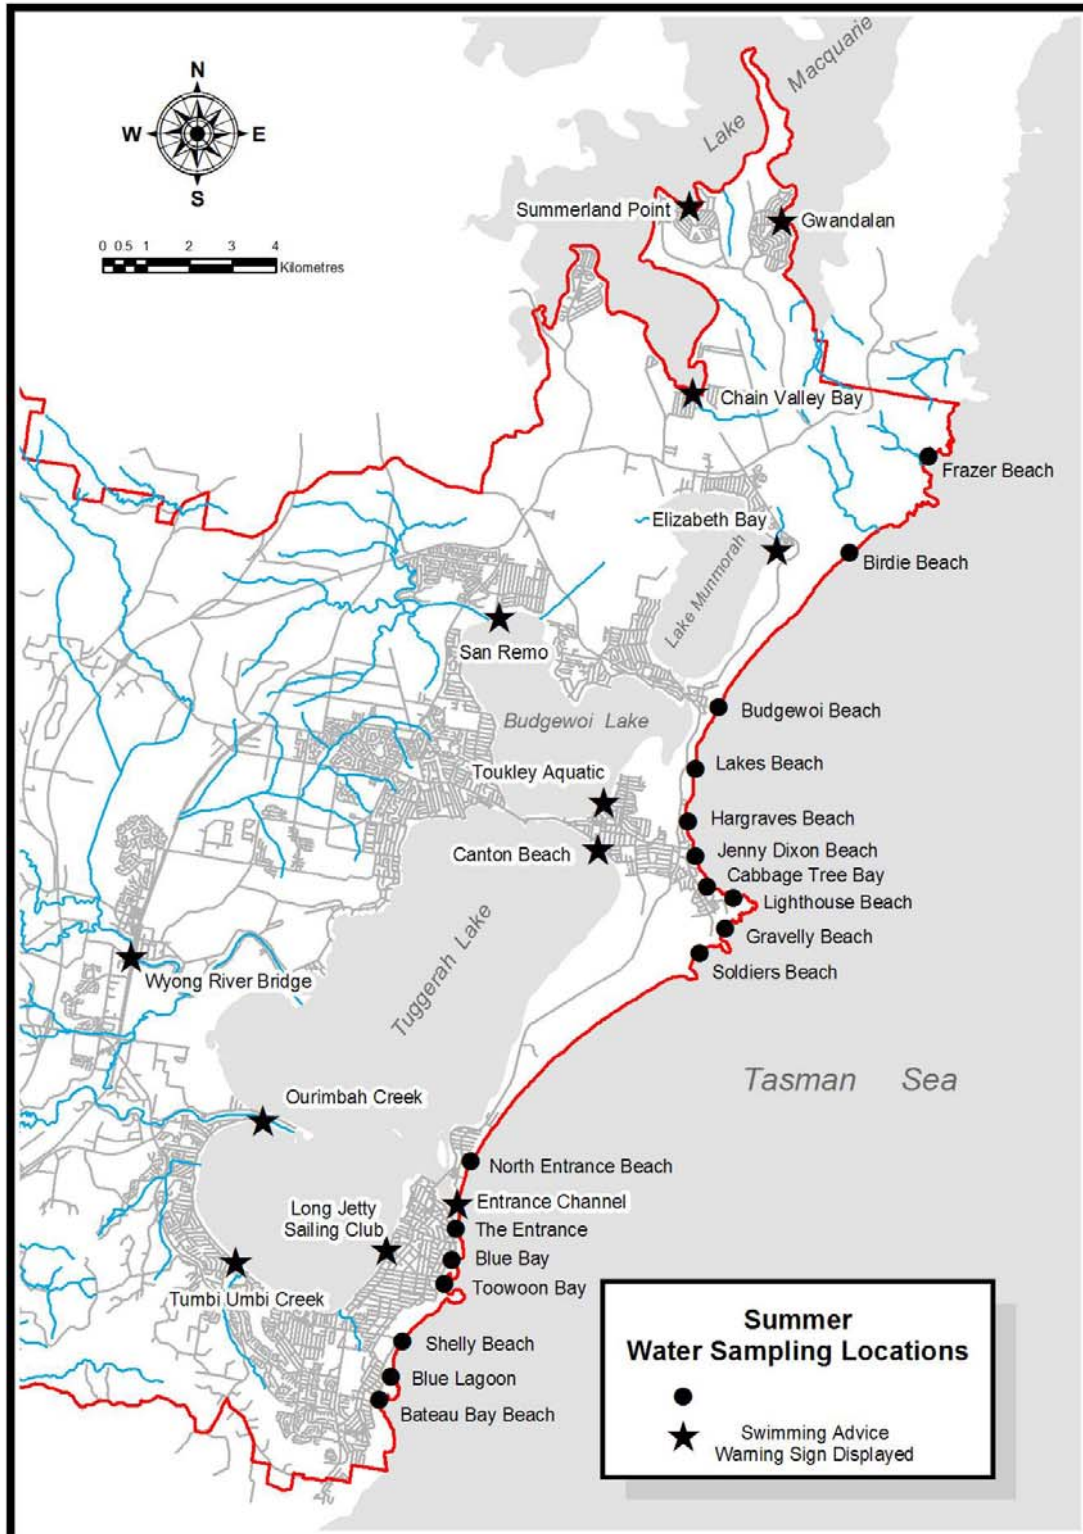 N
W E
S
0 0.5 1 2 3 4
Kilometres
Lake Macquarie
Summerland Point
Gwandalan
Chain Valley Bay
Frazer Beach
Elizabeth Bay
Birdie Beach
Lake Munmorah
San Remo
Budgewoi Lake
Budgewoi Beach
Lakes Beach
Toukley Aquatic
Hargraves Beach
Canton Beach
Jenny Dixon Beach
Cabbage Tree Bay
Lighthouse Beach
Gravelly Beach
Soldiers Beach
Tuggerah Lake
Wyong River Bridge
Tasman Sea
Ourimbah Creek
North Entrance Beach
Entrance Channel
Long Jetty
Sailing Club
The Entrance
Blue Bay
Toowoon Bay
Tumbi Umbi Creek
Shelly Beach
Blue Lagoon
Bateau Bay Beach
Summer
Water Sampling Locations
Swimming Advice
Warning Sign Displayed